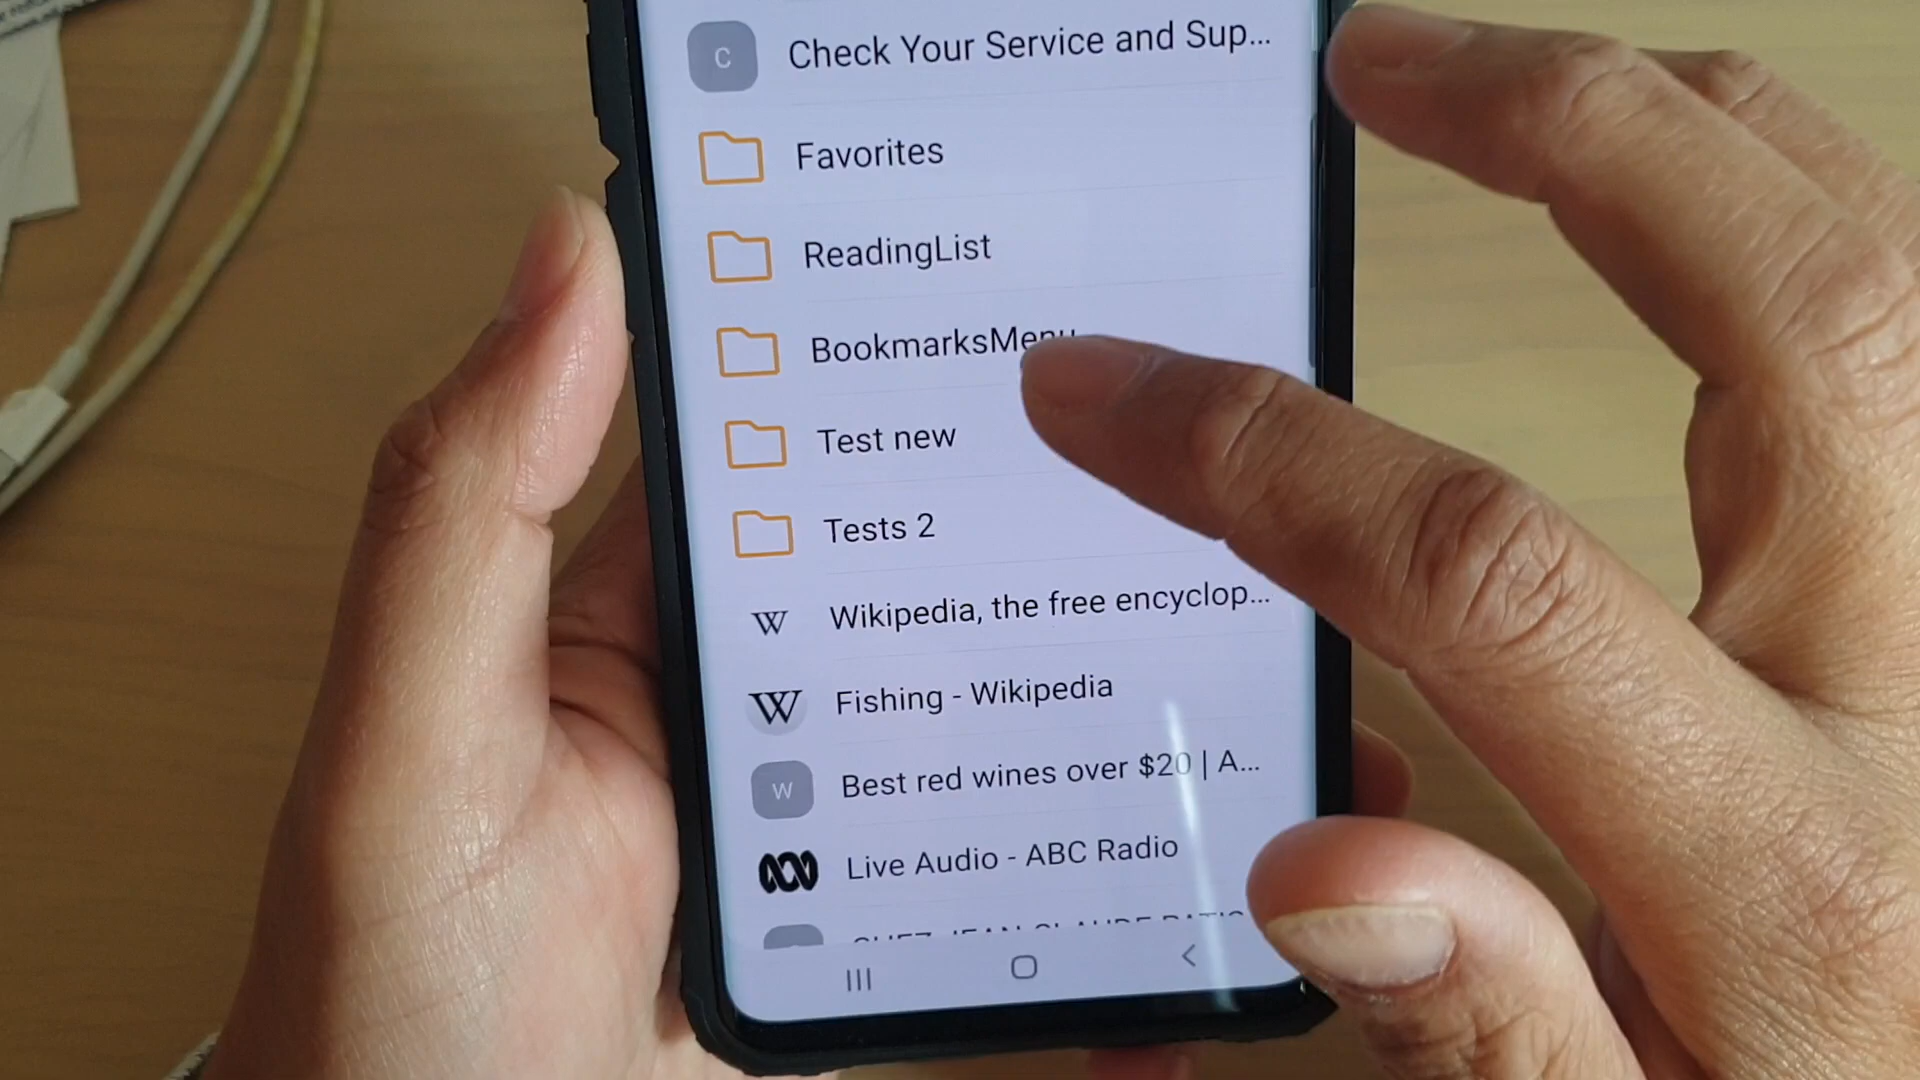 C Check Your Service and Sup...
Favorites
ReadingList
BookmarksMenu
Test new
Tests 2
W Wikipedia, the free encyclop...
W Fishing - Wikipedia
W Best red wines over $20 | A...
Live Audio - ABC Radio